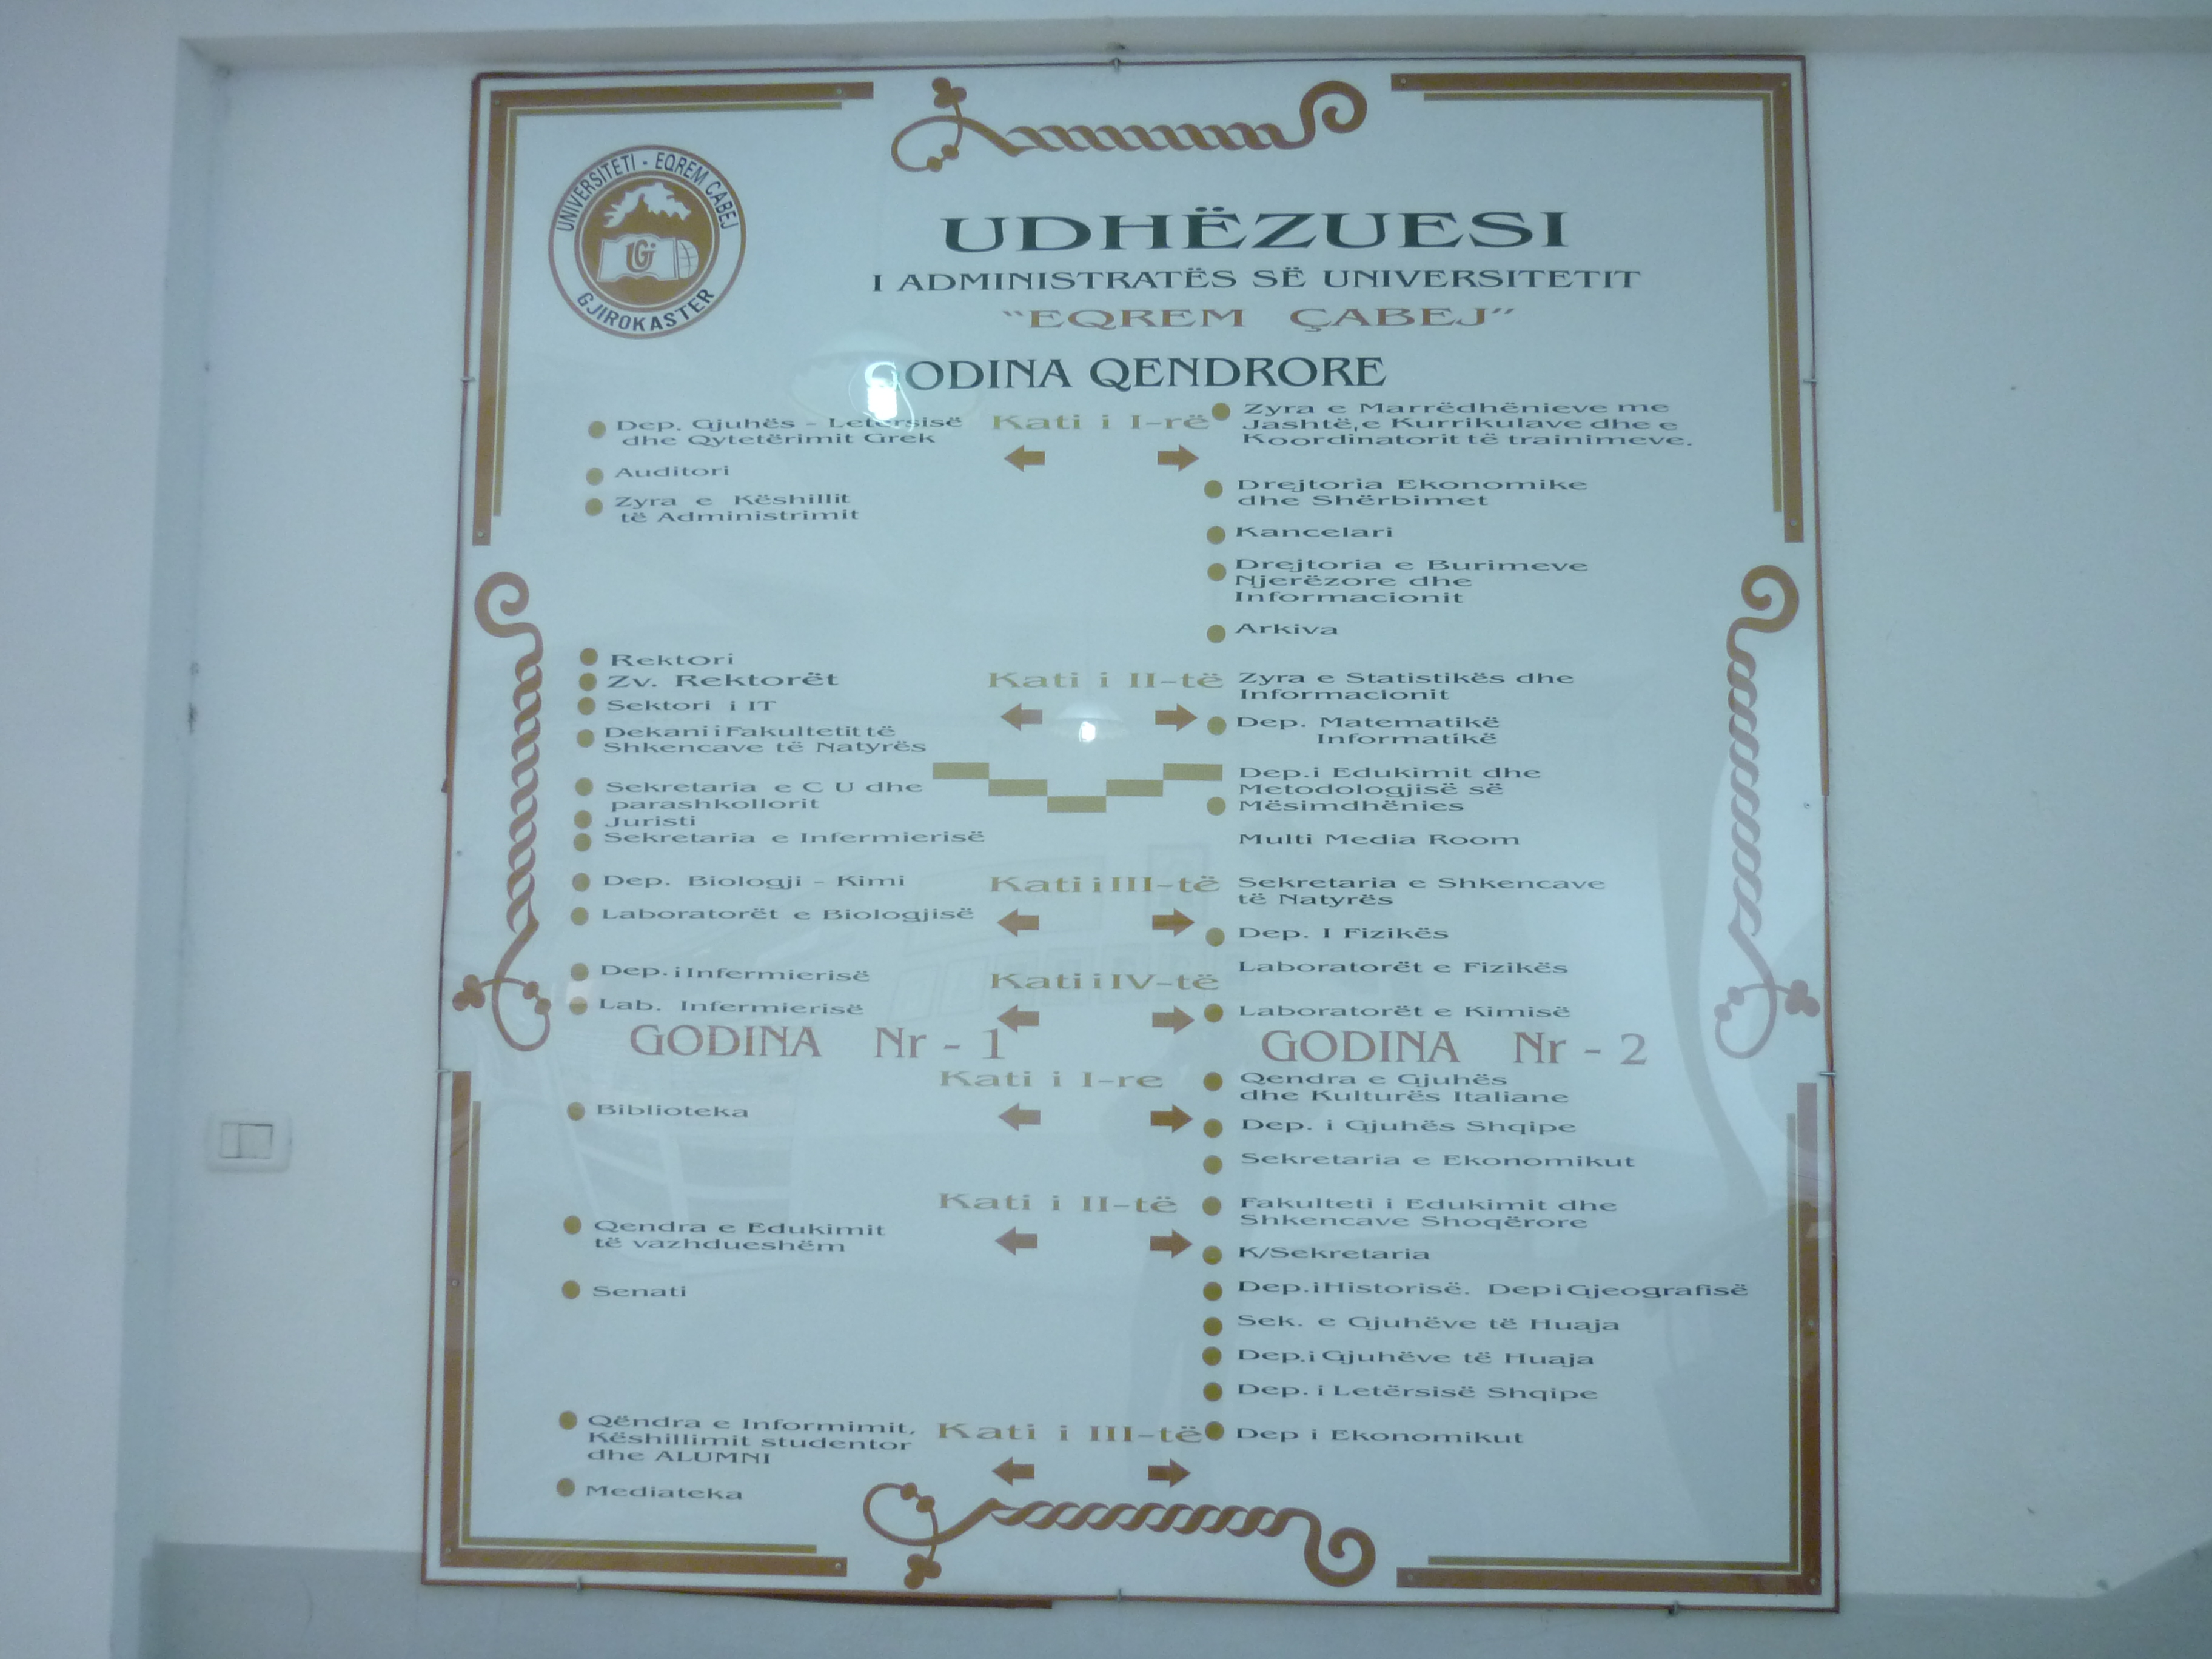 UNIVERSITETI - EQREM ÇABEJ
UGj
GJIROKASTER
UDHËZUESI
I ADMINISTRATËS SË UNIVERSITETIT
“EQREM ÇABEJ”
GODINA QENDRORE
Kati i I-rë
Dep. Gjuhës - Letërsisë
dhe Qytetërimit Grek
Auditori
Zyra e Këshillit
të Administrimit
Zyra e Marrëdhënieve me
Jashtë,e Kurrikulave dhe e
Koordinatorit të trainimeve.
Drejtoria Ekonomike
dhe Shërbimet
Kancelari
Drejtoria e Burimeve
Njerëzore dhe
Informacionit
Arkiva
Kati i II-të
Rektori
Zv. Rektorët
Sektori i IT
Dekani i Fakultetit të
Shkencave të Natyrës
Sekretaria e C U dhe
parashkollorit
Juristi
Sekretaria e Infermierisë
Zyra e Statistikës dhe
Informacionit
Dep. Matematikë
Informatikë
Dep.i Edukimit dhe
Metodologjisë së
Mësimdhënies
Multi Media Room
Kati i III-të
Dep. Biologji - Kimi
Laboratorët e Biologjisë
Sekretaria e Shkencave
të Natyrës
Dep. I Fizikës
Laboratorët e Fizikës
Kati i IV-të
Dep. i Infermierisë
Lab. Infermierisë
Laboratorët e Kimisë
GODINA Nr - 1
GODINA Nr - 2
Kati i I-re
Biblioteka
Qendra e Gjuhës
dhe Kulturës Italiane
Dep. i Gjuhës Shqipe
Sekretaria e Ekonomikut
Kati i II-të
Qendra e Edukimit
të vazhdueshëm
Senati
Fakulteti i Edukimit dhe
Shkencave Shoqërore
K/Sekretaria
Dep.i Historisë. Dep i Gjeografisë
Sek. e Gjuhëve të Huaja
Dep.i Gjuhëve të Huaja
Dep. i Letërsisë Shqipe
Kati i III-të
Qëndra e Informimit,
Këshillimit studentor
dhe ALUMNI
Mediateka
Dep i Ekonomikut